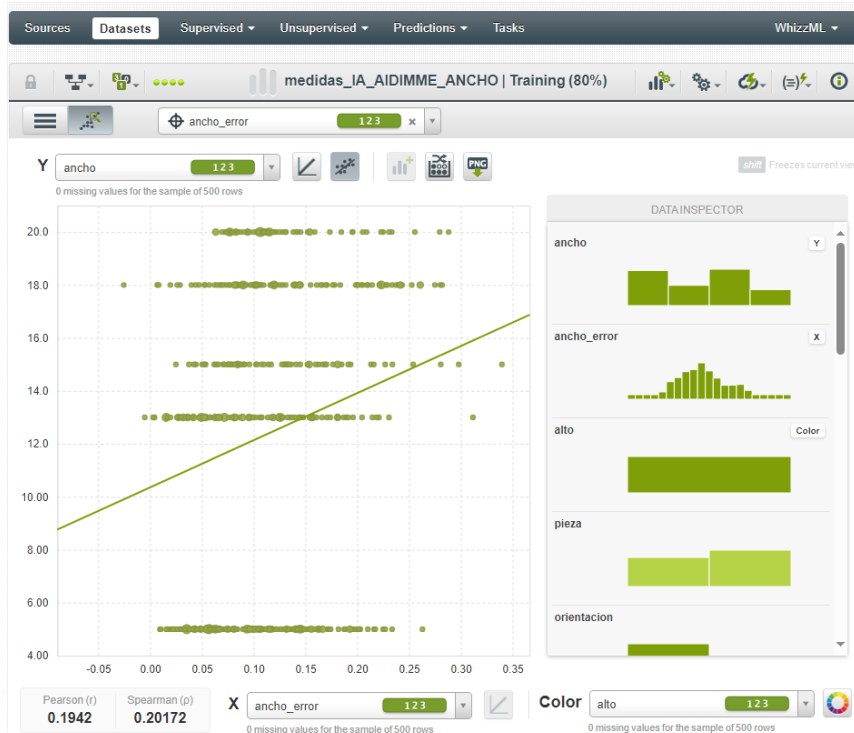 Sources Datasets Supervised Unsupervised Predictions Tasks WhizzML
medidas_IA_AIDIMME_ANCHO | Training (80%)
ancho_error 123 ×
Y ancho 123
shift Freezes current vie
0 missing values for the sample of 500 rows
DATA INSPECTOR
ancho Y
ancho_error X
alto Color
pieza
orientacion
20.0
18.0
16.0
14.0
12.0
10.00
8.00
6.00
4.00
-0.05 0.00 0.05 0.10 0.15 0.20 0.25 0.30 0.35
Pearson (r) Spearman (ρ)
0.1942 0.20172
X ancho_error 123
0 missing values for the sample of 500 rows
Color alto 123
0 missing values for the sample of 500 rows
PNG